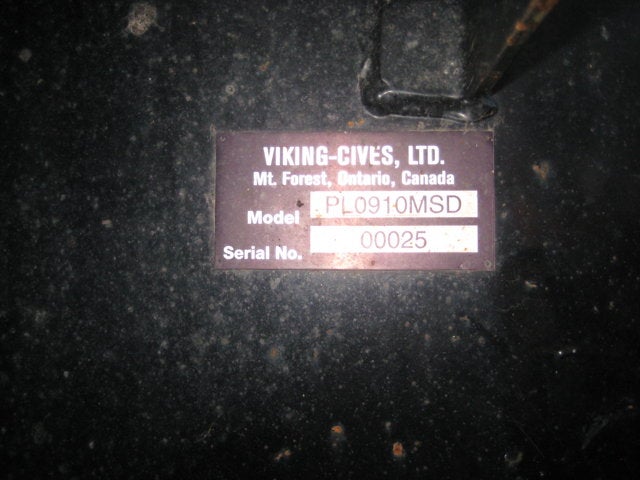 VIKING-CIVES, LTD.
Mt. Forest, Ontario, Canada
Model PL0910MSD
Serial No. 00025